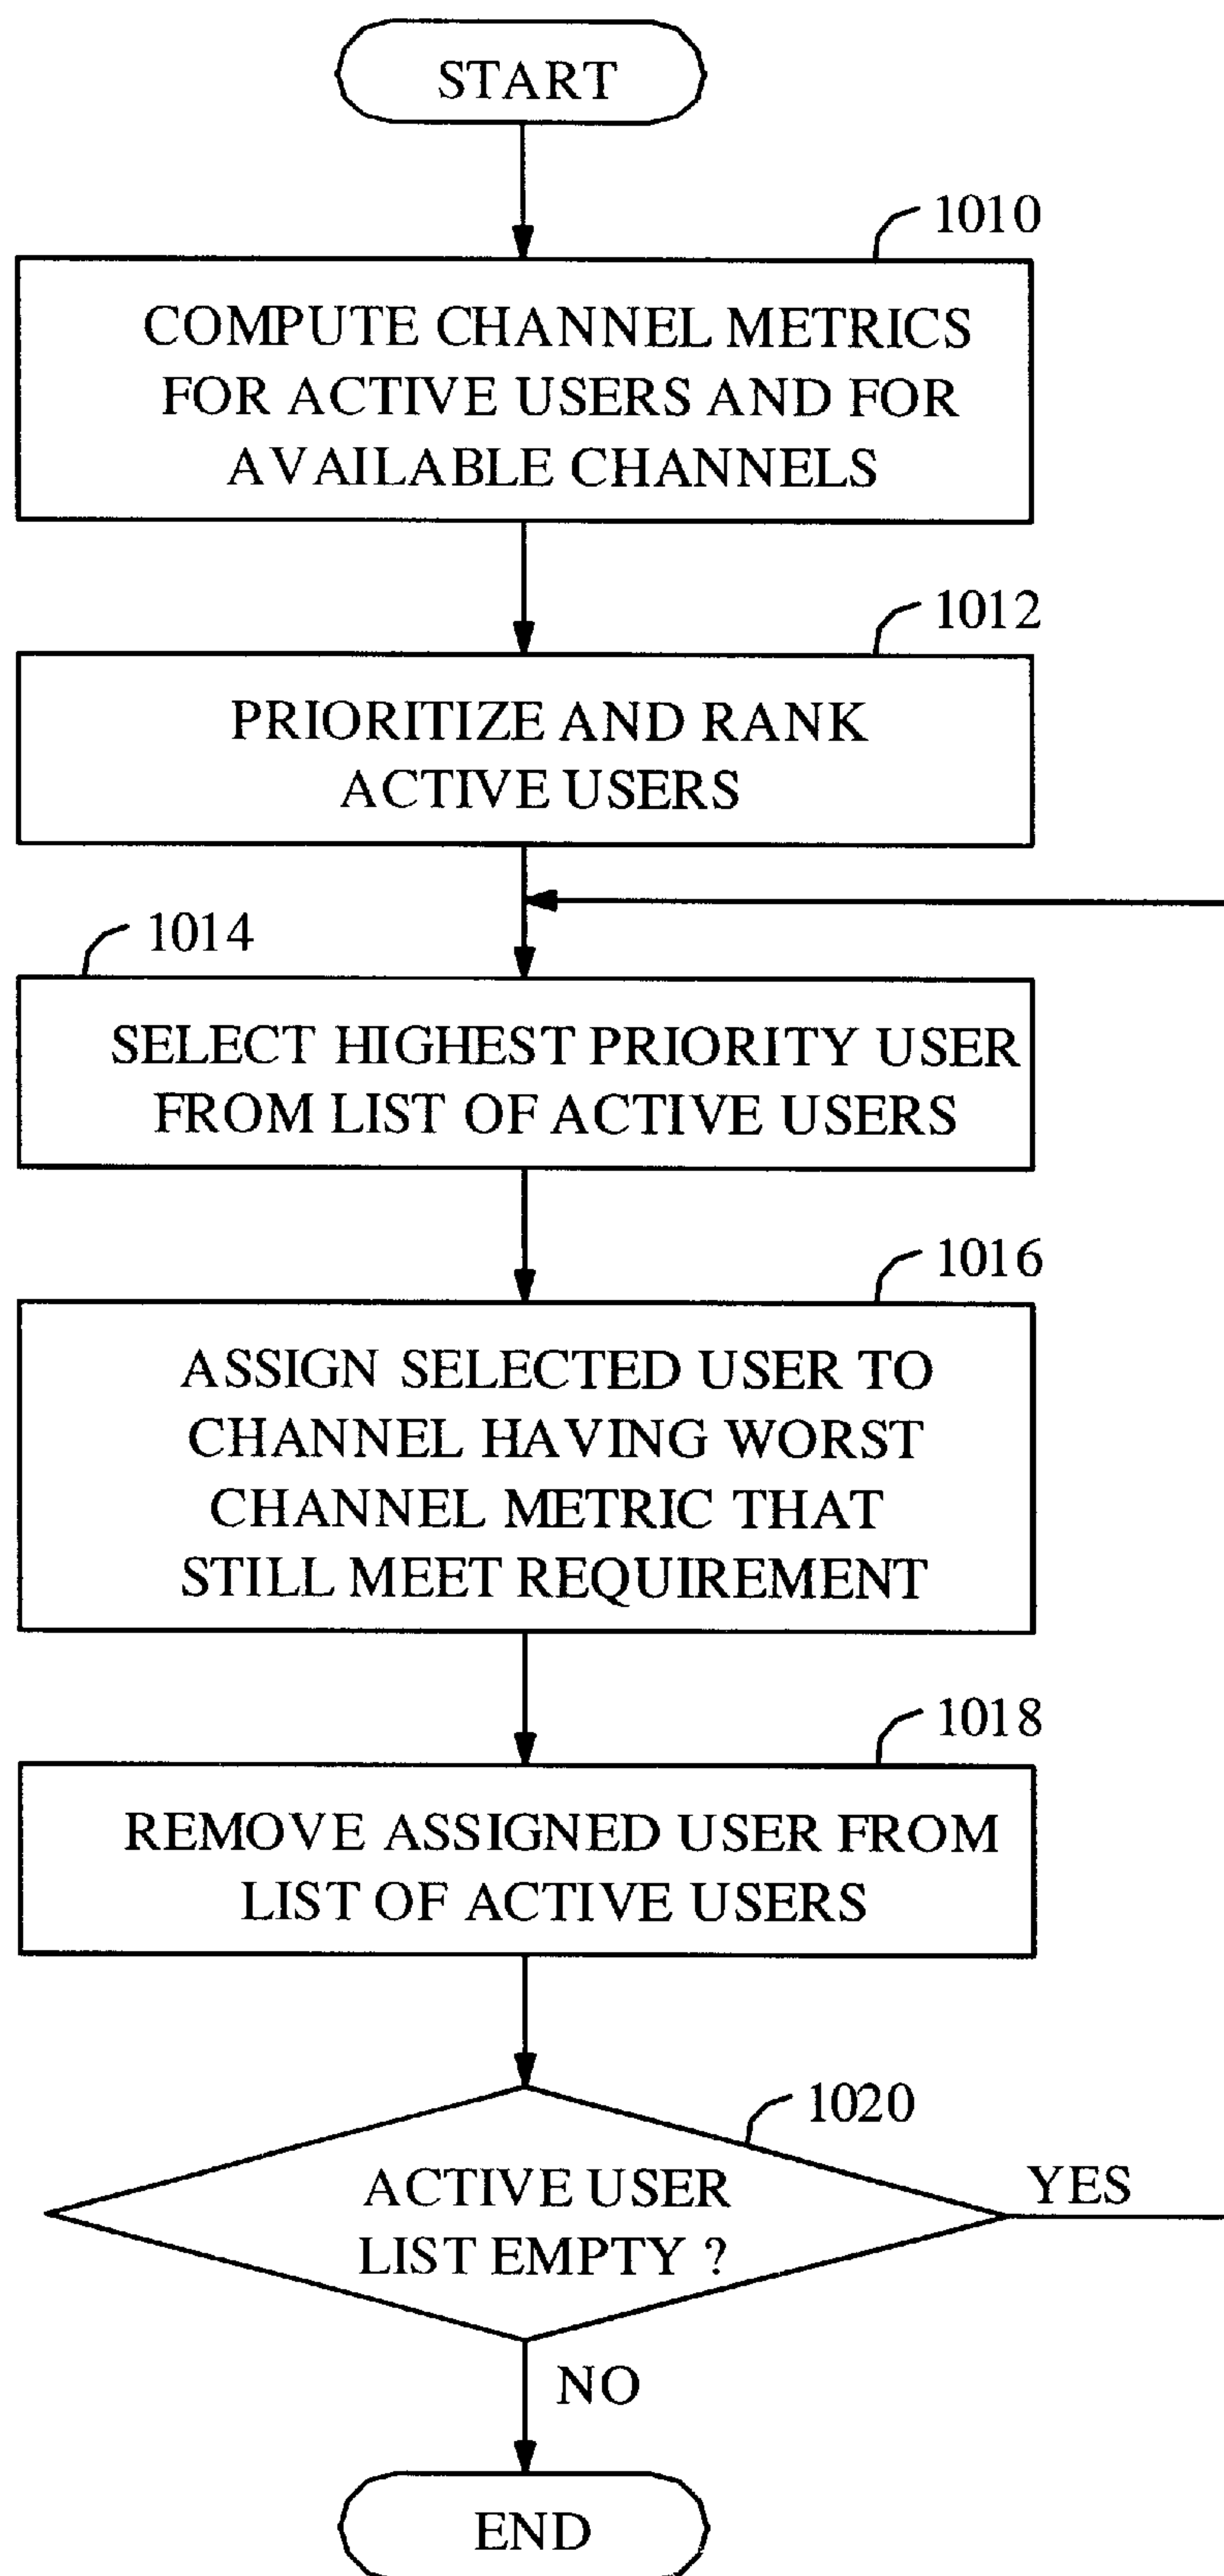 START
1010
COMPUTE CHANNEL METRICS
FOR ACTIVE USERS AND FOR
AVAILABLE CHANNELS
1012
PRIORITIZE AND RANK
ACTIVE USERS
1014
SELECT HIGHEST PRIORITY USER
FROM LIST OF ACTIVE USERS
1016
ASSIGN SELECTED USER TO
CHANNEL HAVING WORST
CHANNEL METRIC THAT
STILL MEET REQUIREMENT
1018
REMOVE ASSIGNED USER FROM
LIST OF ACTIVE USERS
1020
ACTIVE USER
LIST EMPTY ?
YES
NO
END